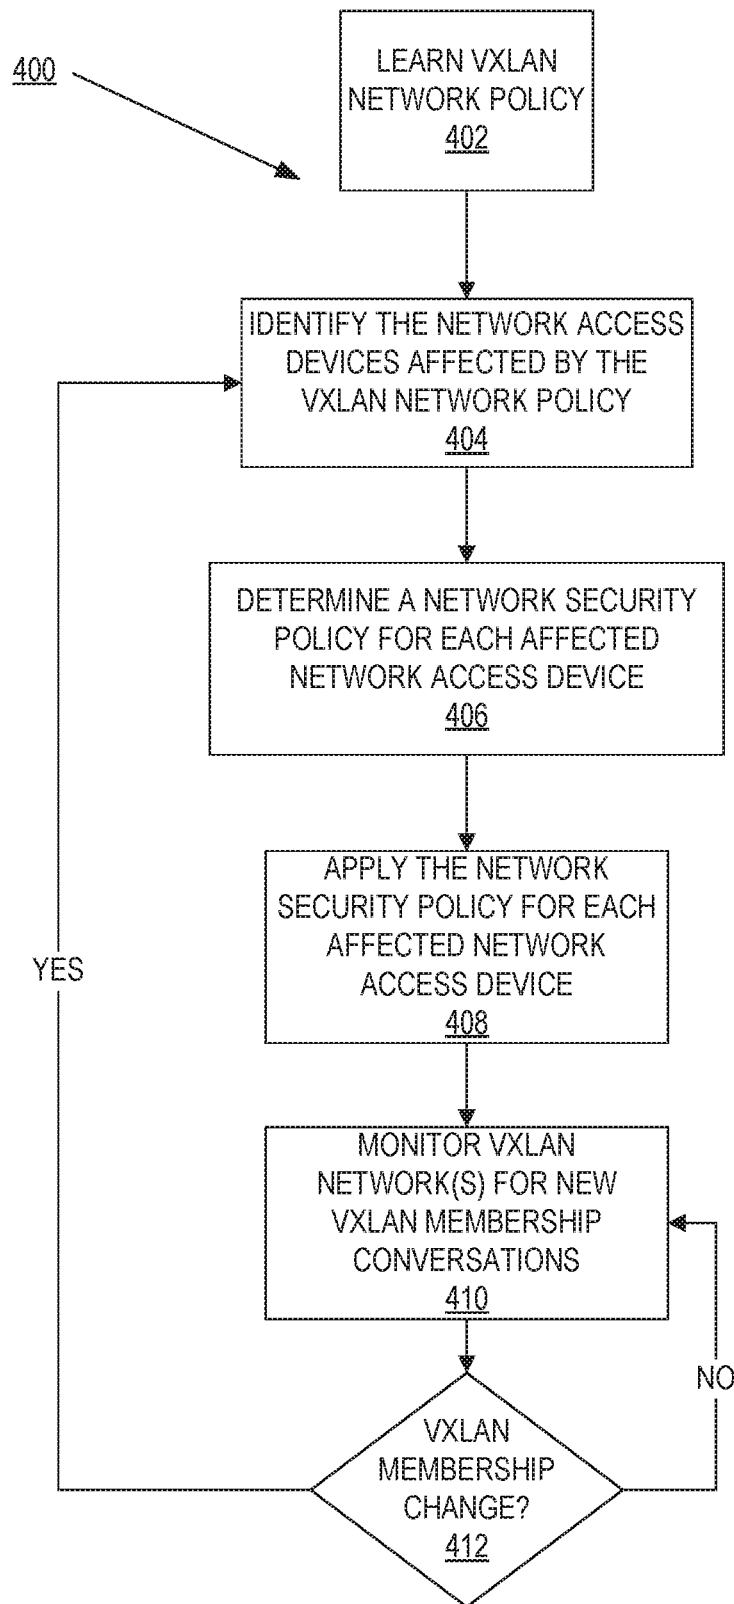 400
LEARN VXLAN
NETWORK POLICY
402
IDENTIFY THE NETWORK ACCESS
DEVICES AFFECTED BY THE
VXLAN NETWORK POLICY
404
DETERMINE A NETWORK SECURITY
POLICY FOR EACH AFFECTED
NETWORK ACCESS DEVICE
406
APPLY THE NETWORK
SECURITY POLICY FOR EACH
AFFECTED NETWORK
ACCESS DEVICE
408
YES
MONITOR VXLAN
NETWORK(S) FOR NEW
VXLAN MEMBERSHIP
CONVERSATIONS
410
NO
VXLAN
MEMBERSHIP
CHANGE?
412